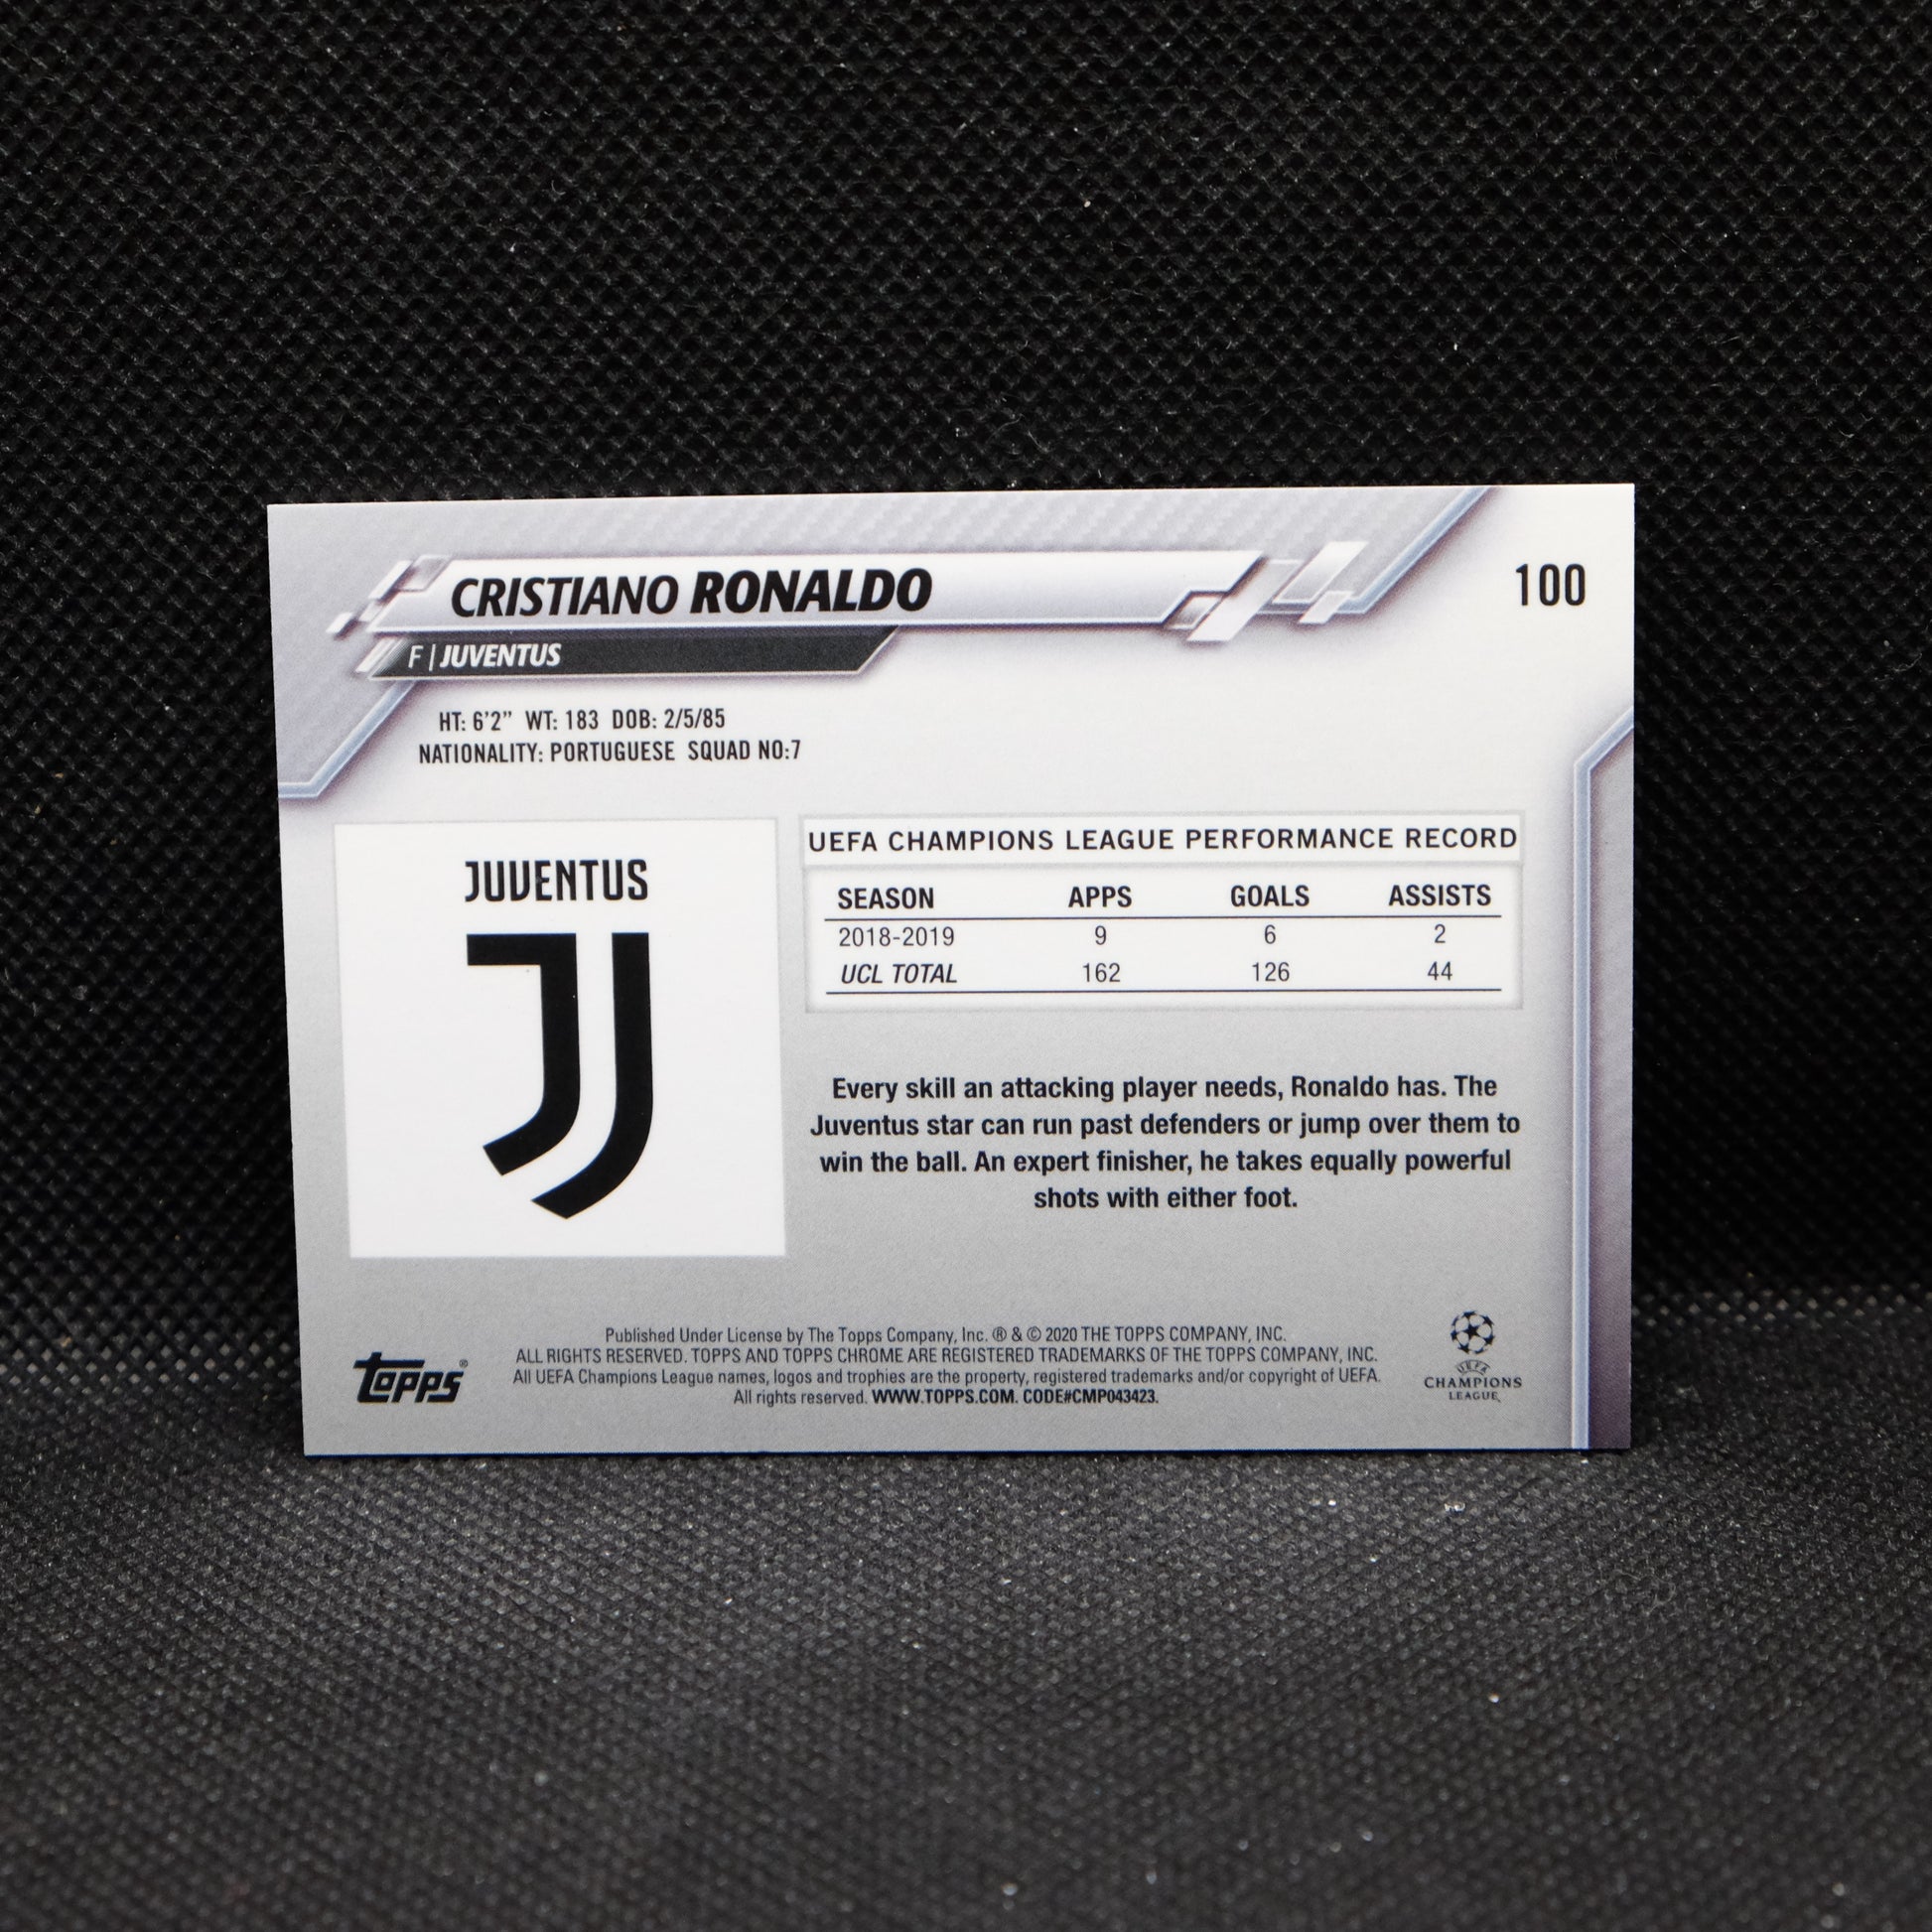 CRISTIANO RONALDO
100
F | JUVENTUS
HT: 6'2” WT: 183 DOB: 2/5/85
NATIONALITY: PORTUGUESE SQUAD NO:7
JUVENTUS
UEFA CHAMPIONS LEAGUE PERFORMANCE RECORD
SEASON APPS GOALS ASSISTS
2018-2019 9 6 2
UCL TOTAL 162 126 44
Every skill an attacking player needs, Ronaldo has. The
Juventus star can run past defenders or jump over them to
win the ball. An expert finisher, he takes equally powerful
shots with either foot.
Published Under License by The Topps Company, Inc. ® & © 2020 THE TOPPS COMPANY, INC.
ALL RIGHTS RESERVED. TOPPS AND TOPPS CHROME ARE REGISTERED TRADEMARKS OF THE TOPPS COMPANY, INC.
All UEFA Champions League names, logos and trophies are the property, registered trademarks and/or copyright of UEFA.
All rights reserved. WWW.TOPPS.COM. CODE#CMP043423.
Topps®
UEFA
CHAMPIONS
LEAGUE